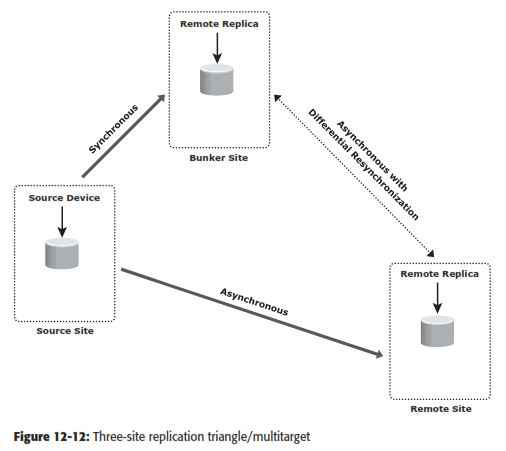 Remote Replica
Synchronous
Bunker Site
Asynchronous with
Differential Resynchronization
Source Device
Source Site
Asynchronous
Remote Replica
Remote Site
Figure 12-12: Three-site replication triangle/multitarget